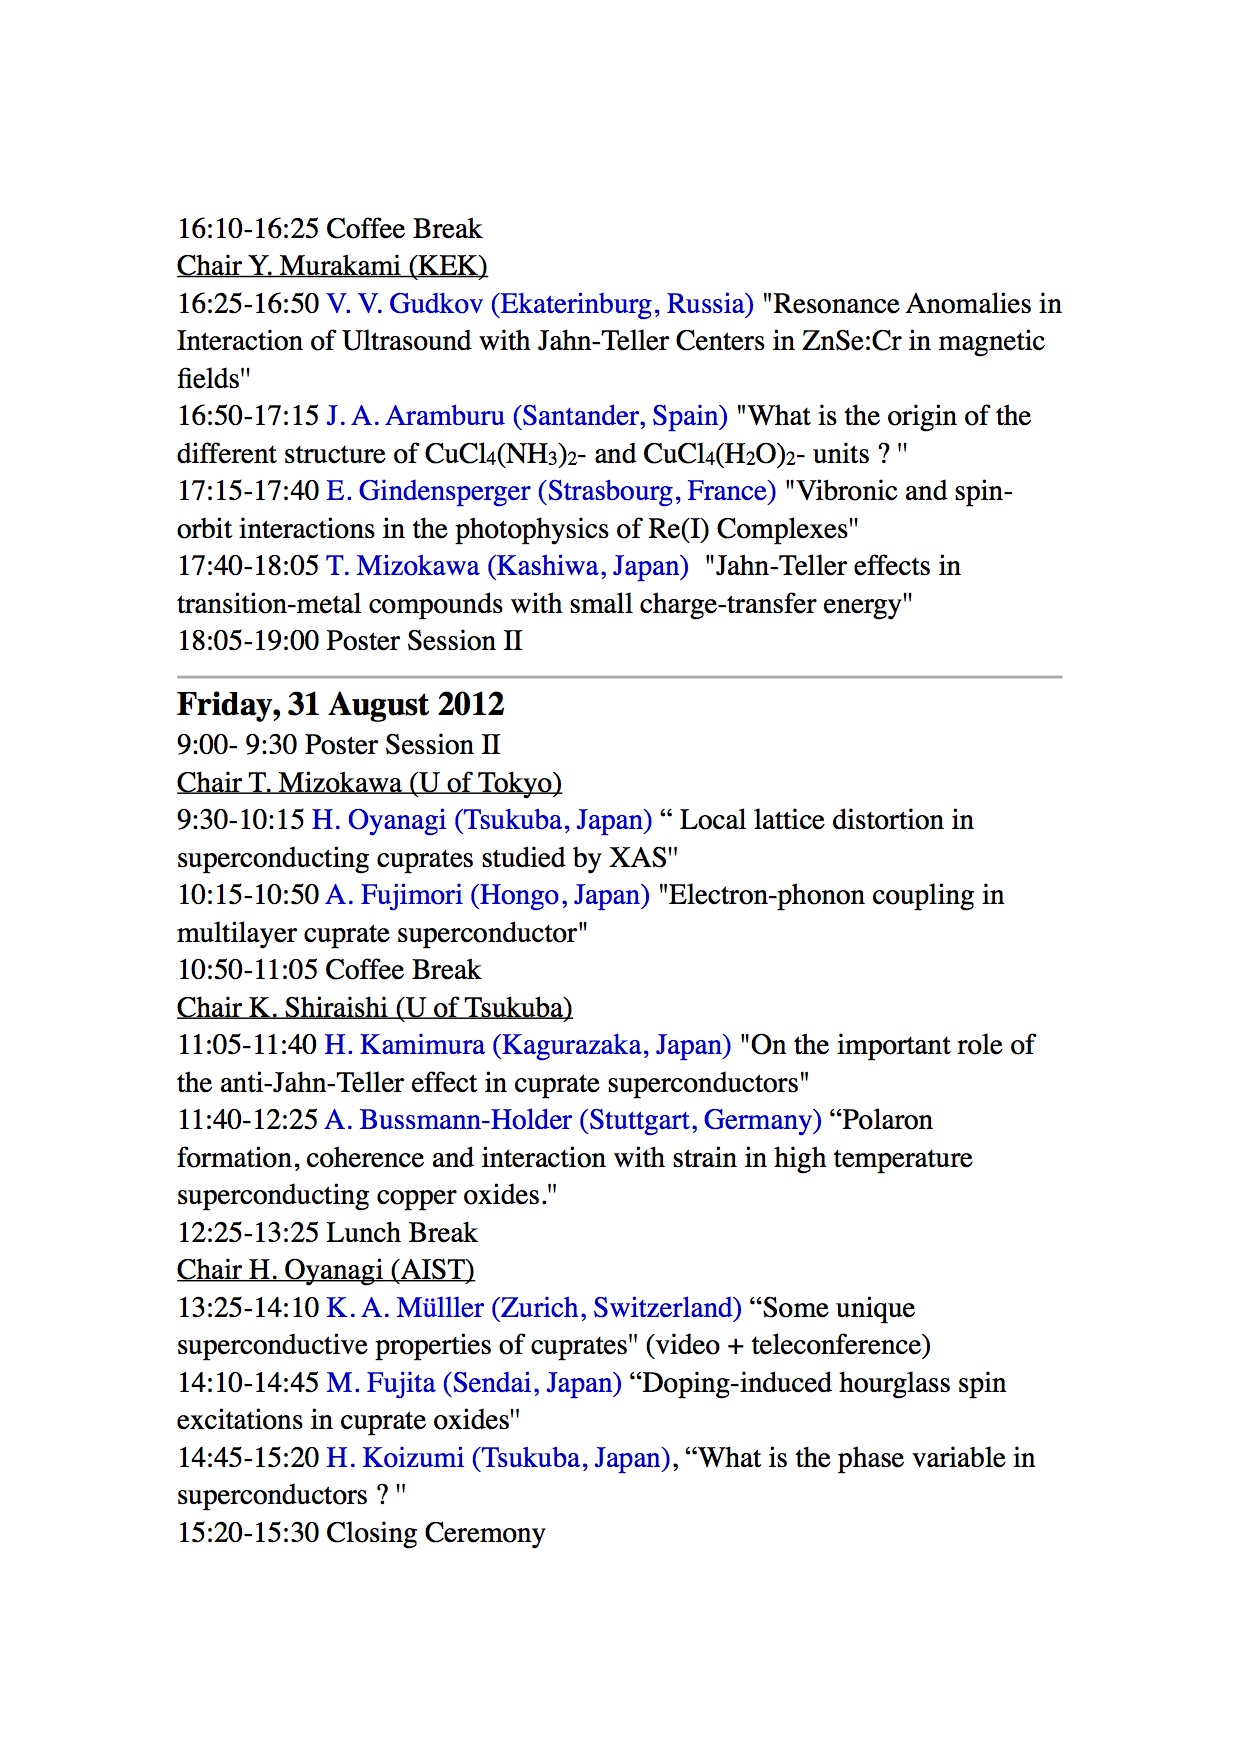 16:10-16:25 Coffee Break
Chair Y. Murakami (KEK)
16:25-16:50 V. V. Gudkov (Ekaterinburg, Russia) "Resonance Anomalies in
Interaction of Ultrasound with Jahn-Teller Centers in ZnSe:Cr in magnetic
fields"
16:50-17:15 J. A. Aramburu (Santander, Spain) "What is the origin of the
different structure of CuCl4(NH3)2- and CuCl4(H2O)2- units ? "
17:15-17:40 E. Gindensperger (Strasbourg, France) "Vibronic and spin-
orbit interactions in the photophysics of Re(I) Complexes"
17:40-18:05 T. Mizokawa (Kashiwa, Japan)  "Jahn-Teller effects in
transition-metal compounds with small charge-transfer energy"
18:05-19:00 Poster Session II
Friday, 31 August 2012
9:00- 9:30 Poster Session II
Chair T. Mizokawa (U of Tokyo)
9:30-10:15 H. Oyanagi (Tsukuba, Japan) “ Local lattice distortion in
superconducting cuprates studied by XAS"
10:15-10:50 A. Fujimori (Hongo, Japan) "Electron-phonon coupling in
multilayer cuprate superconductor"
10:50-11:05 Coffee Break
Chair K. Shiraishi (U of Tsukuba)
11:05-11:40 H. Kamimura (Kagurazaka, Japan) "On the important role of
the anti-Jahn-Teller effect in cuprate superconductors"
11:40-12:25 A. Bussmann-Holder (Stuttgart, Germany) “Polaron
formation, coherence and interaction with strain in high temperature
superconducting copper oxides."
12:25-13:25 Lunch Break
Chair H. Oyanagi (AIST)
13:25-14:10 K. A. Mülller (Zurich, Switzerland) “Some unique
superconductive properties of cuprates" (video + teleconference)
14:10-14:45 M. Fujita (Sendai, Japan) “Doping-induced hourglass spin
excitations in cuprate oxides"
14:45-15:20 H. Koizumi (Tsukuba, Japan), “What is the phase variable in
superconductors ? "
15:20-15:30 Closing Ceremony